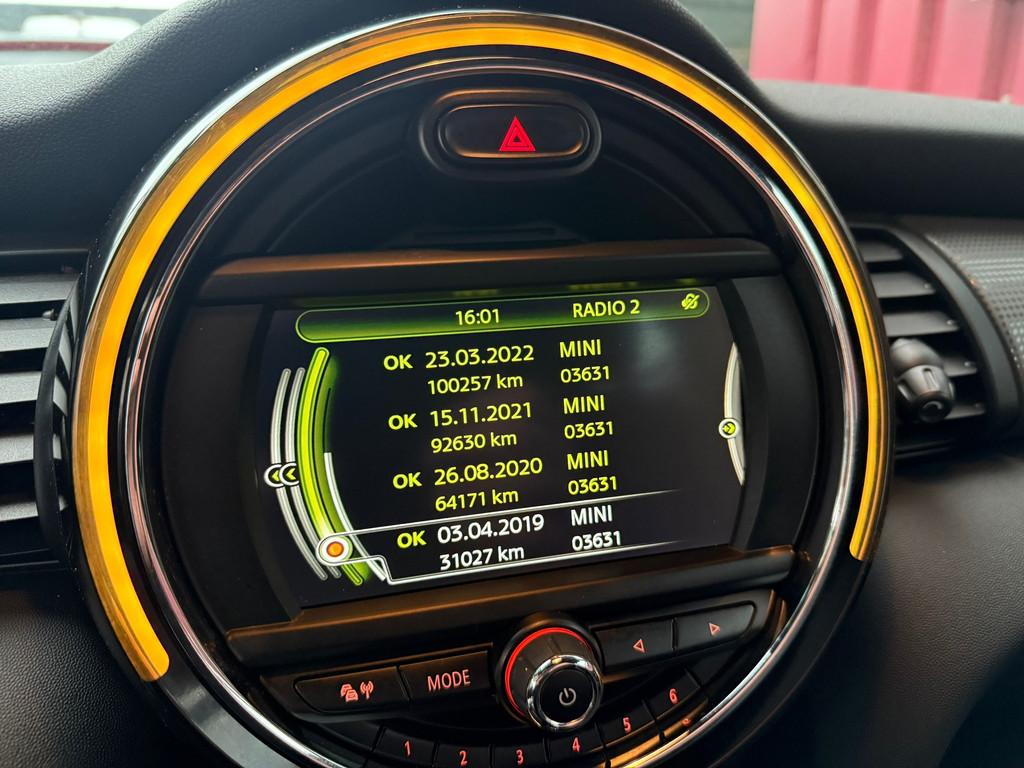 16:01 RADIO 2
OK 23.03.2022 MINI
100257 km 03631
OK 15.11.2021 MINI
92630 km 03631
OK 26.08.2020 MINI
64171 km 03631
OK 03.04.2019 MINI
31027 km 03631
MODE
1 2 3 4 5 6